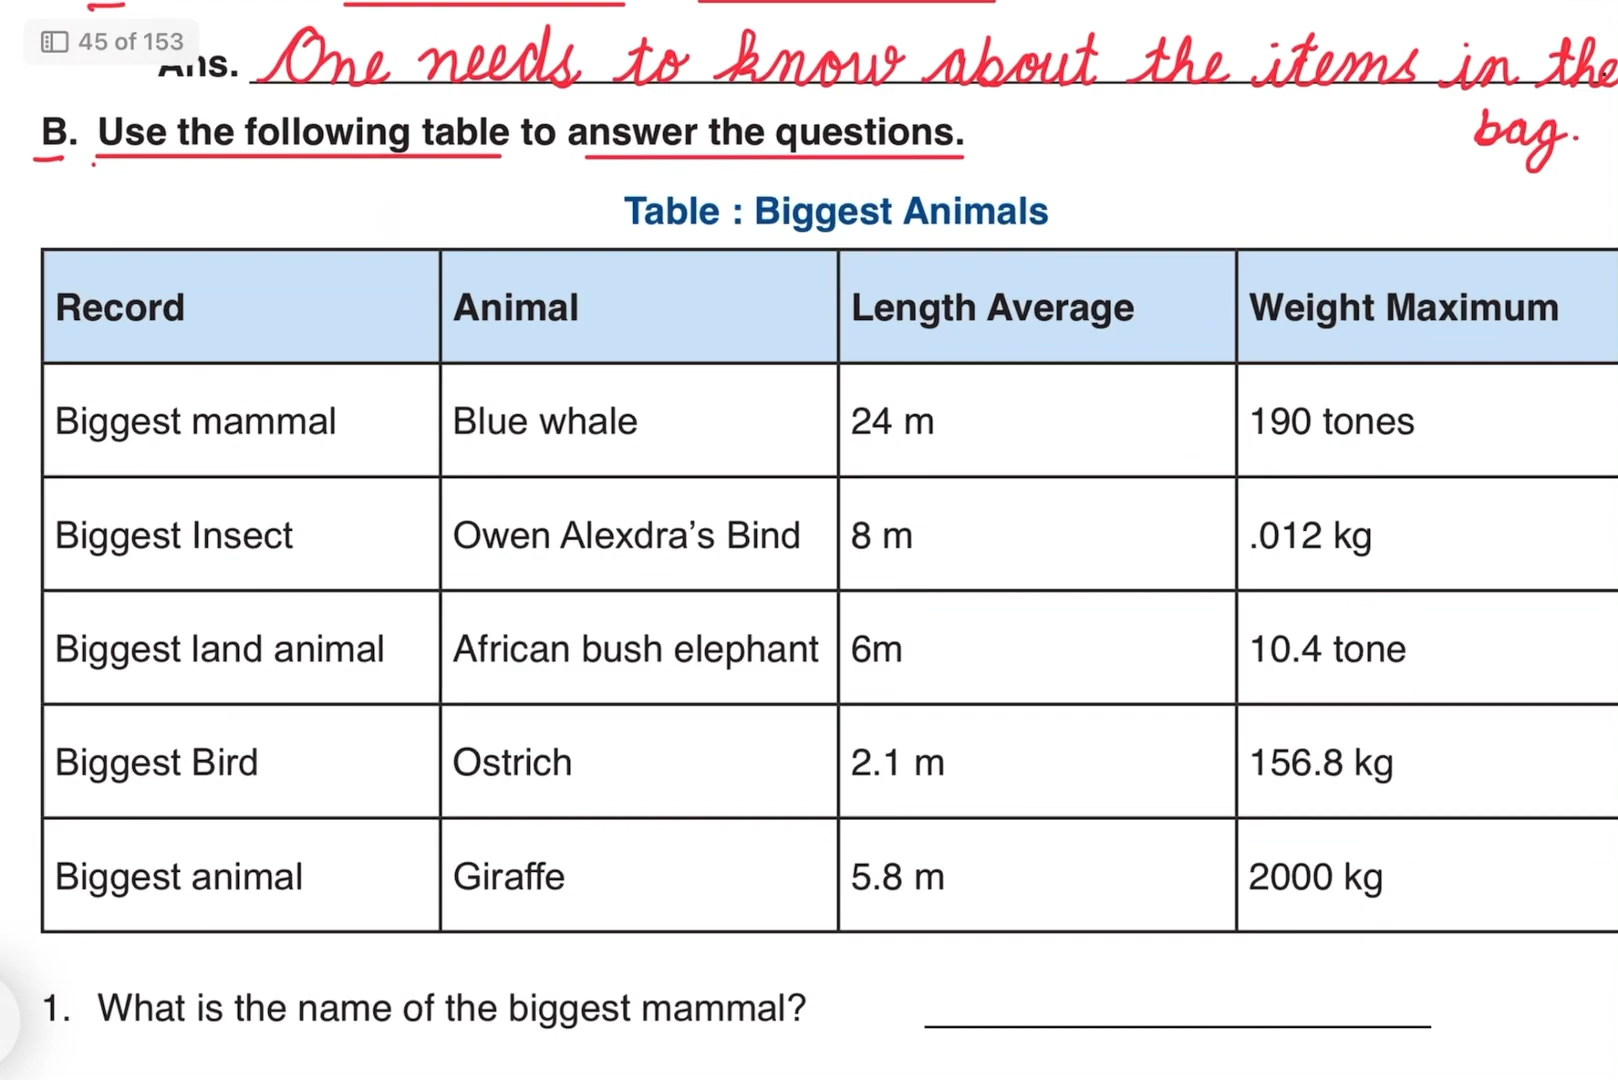 45 of 153
Ans. One needs to know about the items in the
bag.
B. Use the following table to answer the questions.
Table : Biggest Animals
Record Animal Length Average Weight Maximum
Biggest mammal Blue whale 24 m 190 tones
Biggest Insect Owen Alexdra’s Bind 8 m .012 kg
Biggest land animal African bush elephant 6m 10.4 tone
Biggest Bird Ostrich 2.1 m 156.8 kg
Biggest animal Giraffe 5.8 m 2000 kg
1. What is the name of the biggest mammal?